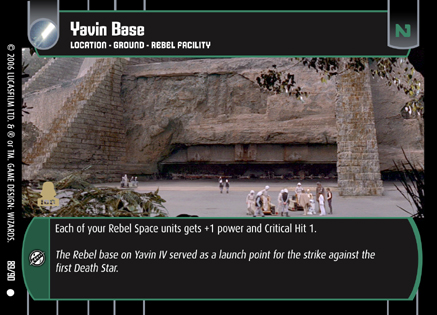 Yavin Base
LOCATION - GROUND - REBEL FACILITY
N
Each of your Rebel Space units gets +1 power and Critical Hit 1.
The Rebel base on Yavin IV served as a launch point for the strike against the
first Death Star.
© 2006 LUCASFILM LTD. & ® or TM. GAME DESIGN: WIZARDS.
89/90